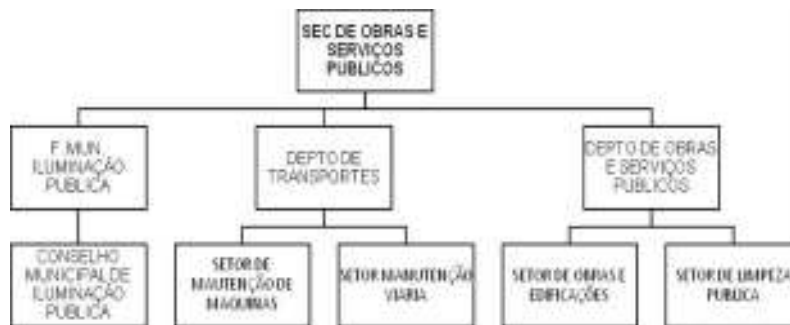 SEC DE OBRAS E
SERVIÇOS
PUBLICOS
F. MUN
ILUMINAÇÃO
PUBLICA
DEPTO DE
TRANSPORTES
DEPTO DE OBRAS
E SERVIÇOS
PUBLICOS
CONSELHO
MUNICIPAL DE
ILUMINAÇÃO
PUBLICA
SETOR DE
MAUTENÇÃO DE
MAQUINAS
SETOR MANUTENÇÃO
VIARIA
SETOR DE OBRAS E
EDIFICAÇÕES
SETOR DE LIMPEZA
PUBLICA